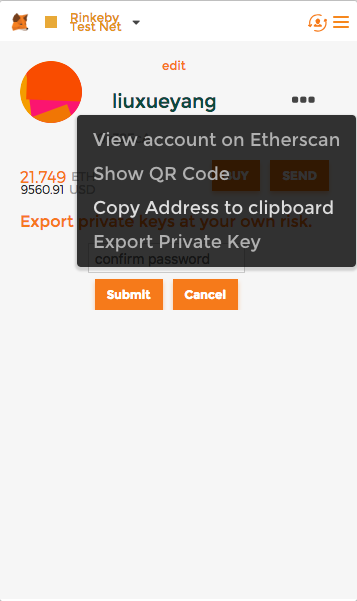 Rinkeby
Test Net
edit
liuxueyang
View account on Etherscan
Show QR Code
21.749 ETH BUY SEND
9560.91 USD
Copy Address to clipboard
Export private keys at your own risk.
Export Private Key
confirm password
Submit Cancel